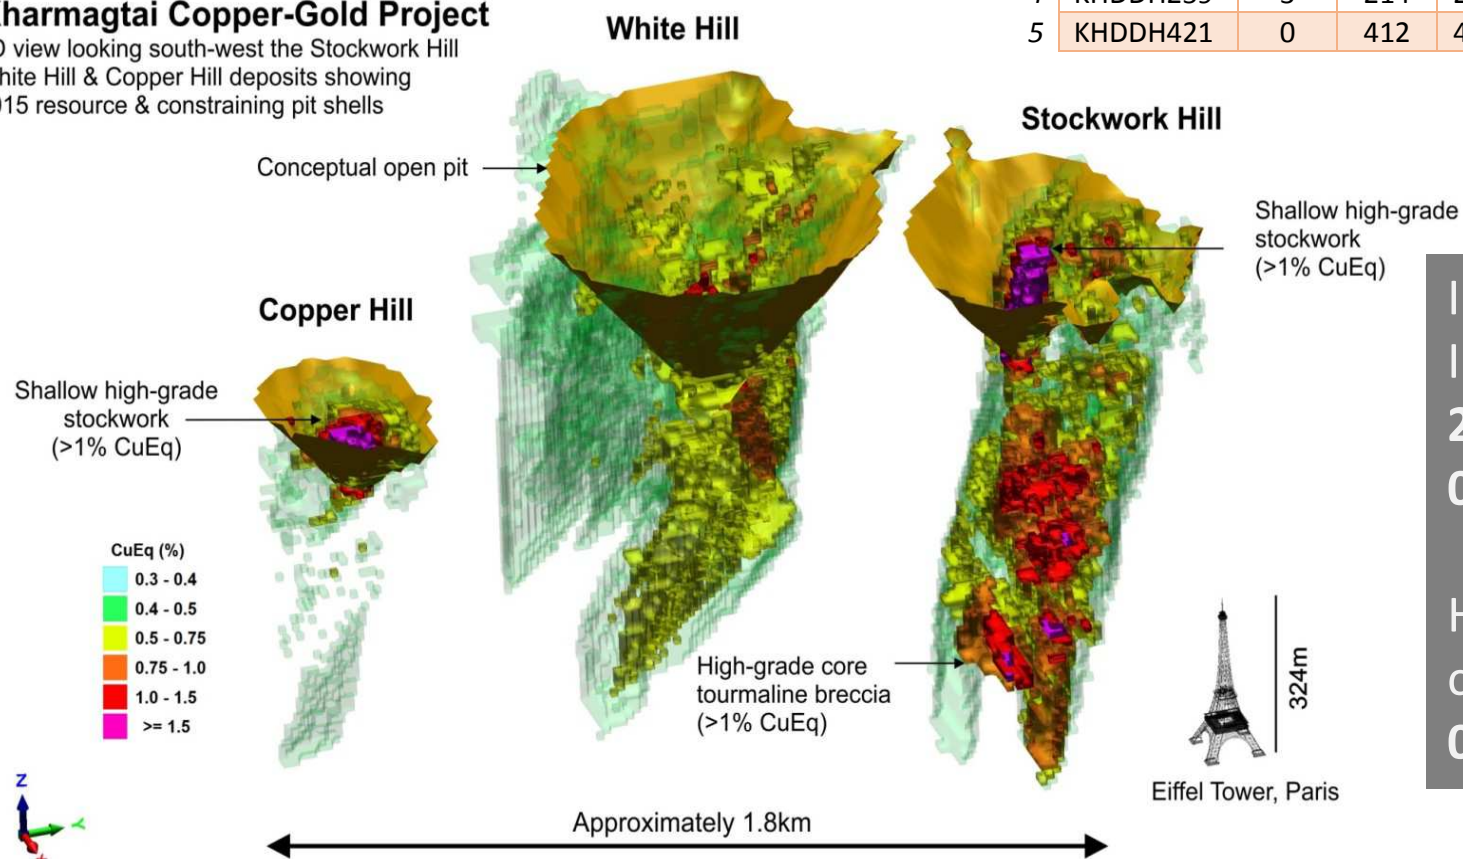 Kharmagtai Copper-Gold Project
view looking south-west the Stockwork Hill
White Hill & Copper Hill deposits showing
2015 resource & constraining pit shells
White Hill
5 KHDDH421 0 412
Stockwork Hill
Conceptual open pit
Shallow high-grade
stockwork
(>1% CuEq)
Copper Hill
Shallow high-grade
stockwork
(>1% CuEq)
CuEq (%)
0.3 - 0.4
0.4 - 0.5
0.5 - 0.75
0.75 - 1.0
1.0 - 1.5
>= 1.5
High-grade core
tourmaline breccia
(>1% CuEq)
324m
Eiffel Tower, Paris
Approximately 1.8km
Z
Y